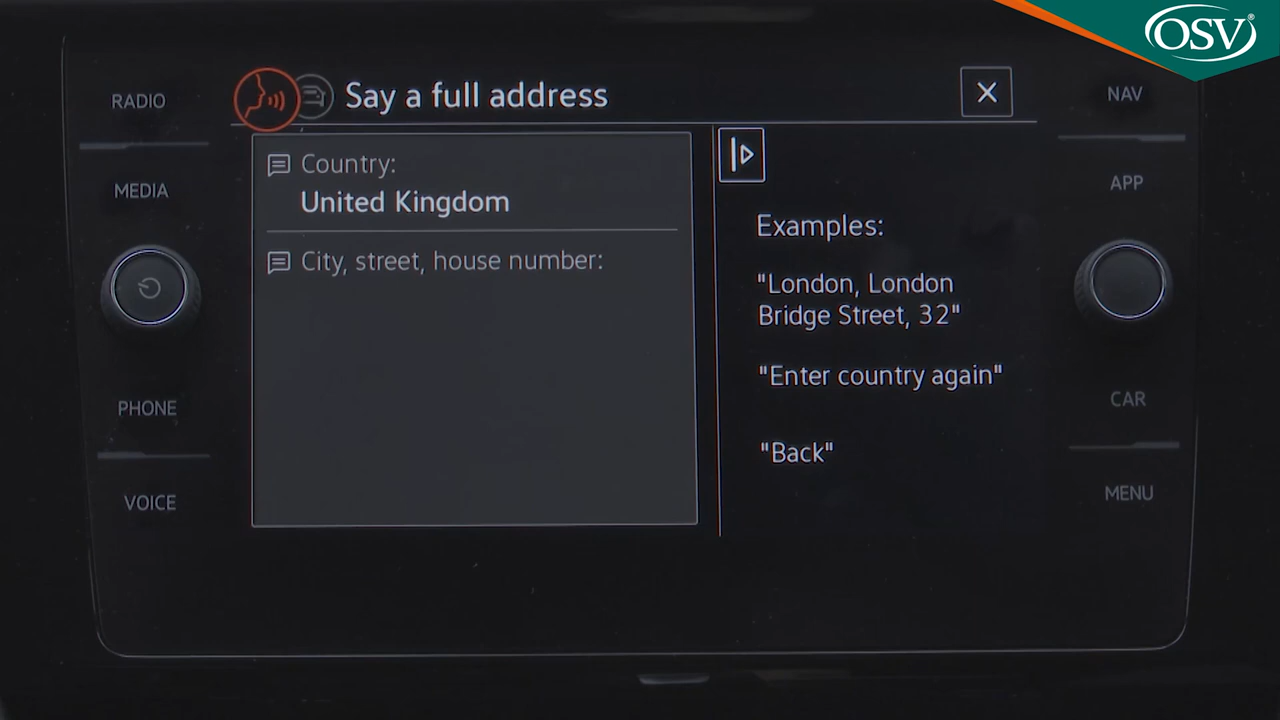 OSV®
RADIO
MEDIA
PHONE
VOICE
Say a full address
Country:
United Kingdom
City, street, house number:
Examples:
"London, London
Bridge Street, 32"
"Enter country again"
"Back"
NAV
APP
CAR
MENU